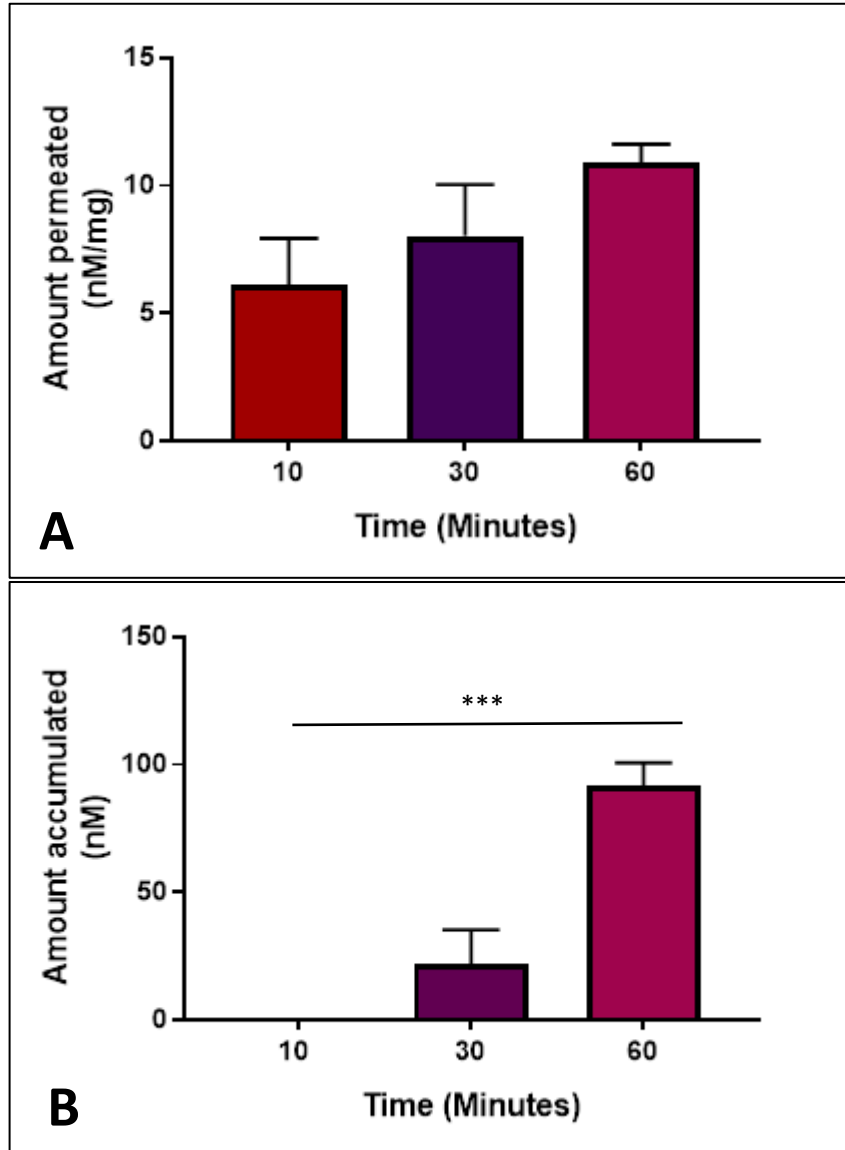 Amount permeated
(nM/mg)
15
10
5
0
10 30 60
Time (Minutes)
A
Amount accumulated
(nM)
150
100
50
0
***
10 30 60
Time (Minutes)
B